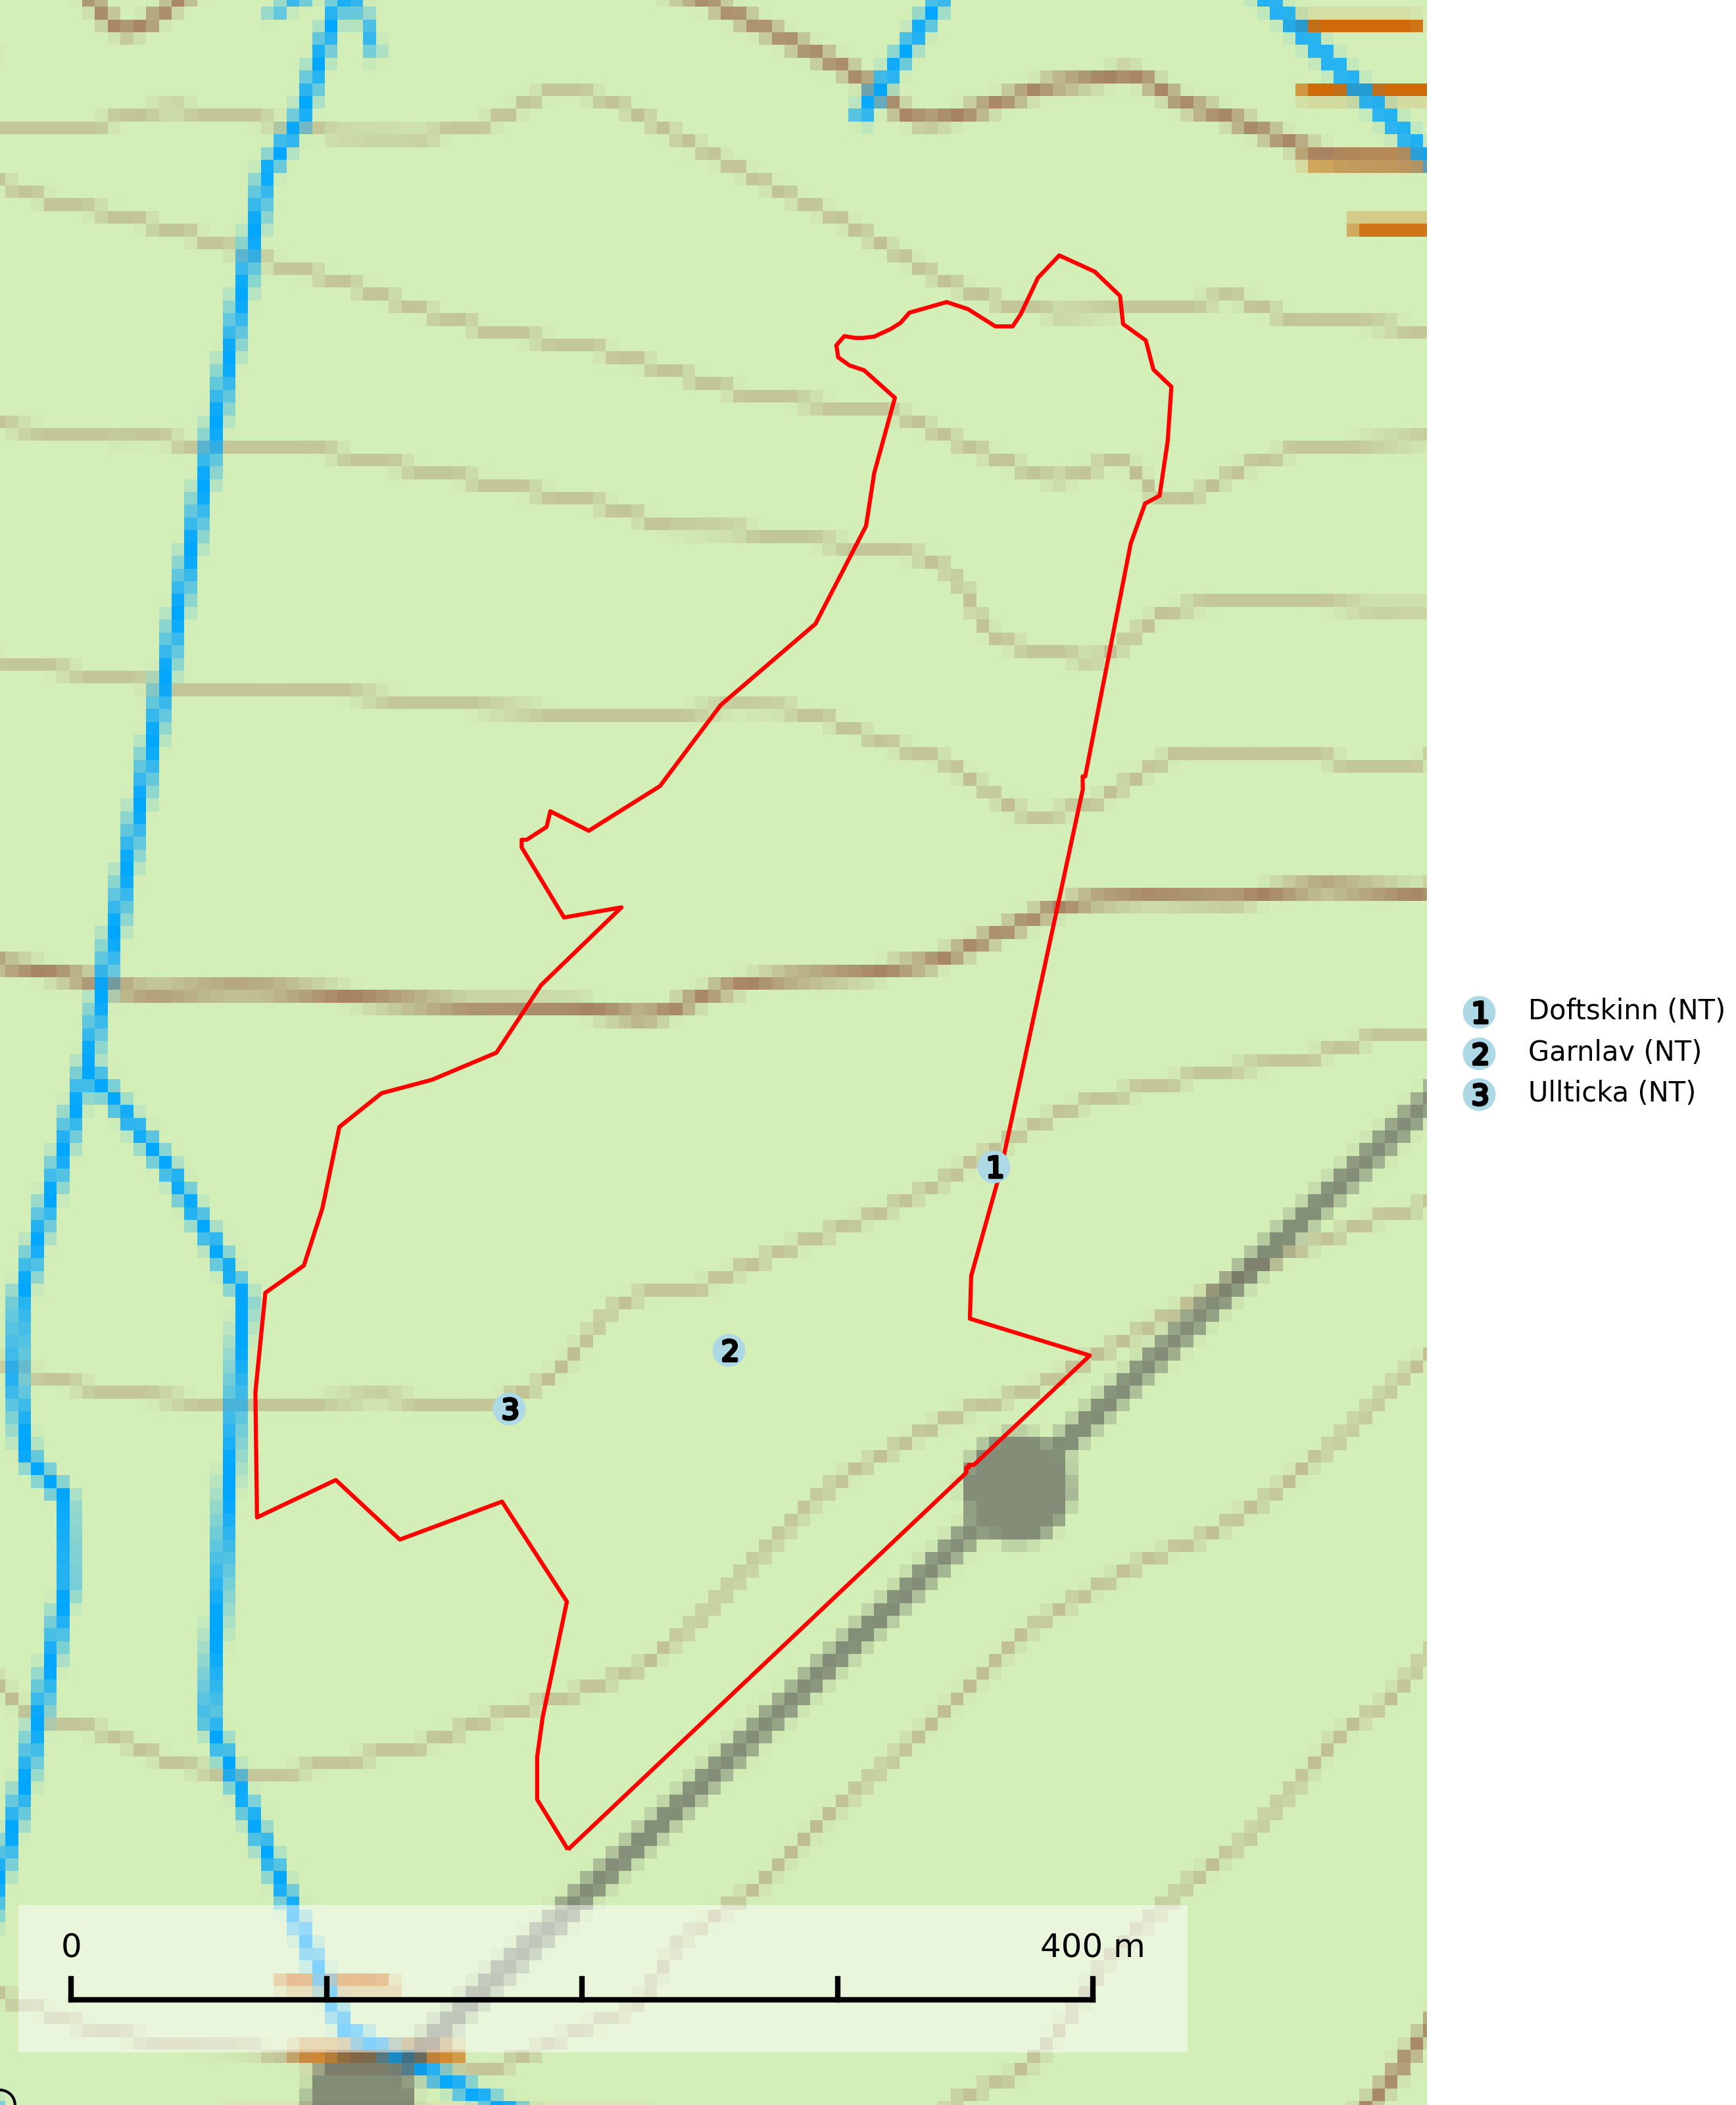 1 Doftskinn (NT)
2 Garnlav (NT)
3 Ullticka (NT)
1
2
3
0 400 m